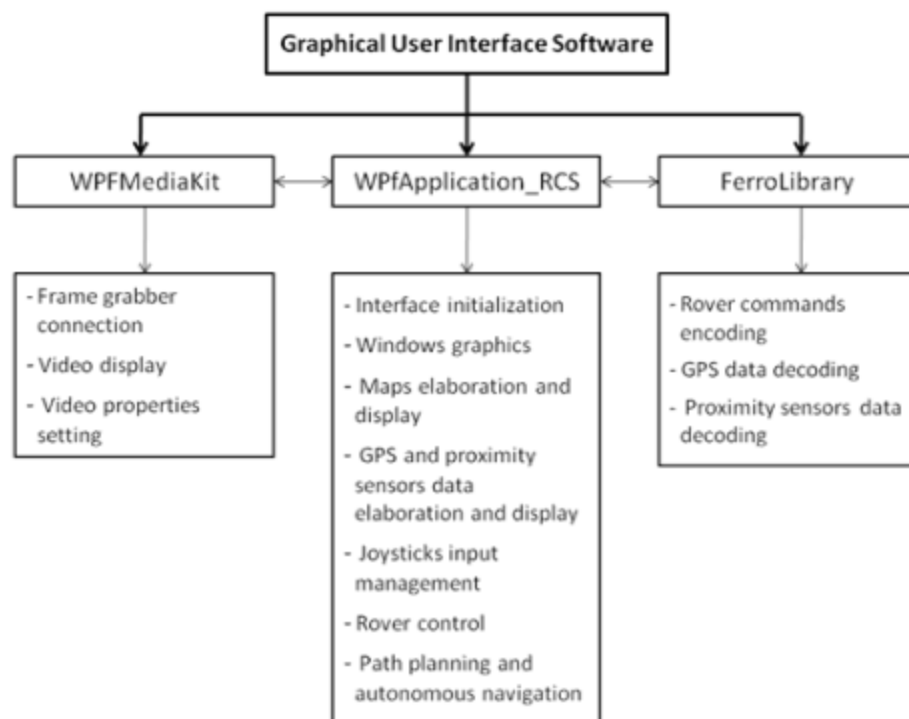 Graphical User Interface Software
WPFMediaKit
WPfApplication_RCS
FerroLibrary
- Frame grabber
connection
- Video display
- Video properties
setting
- Interface initialization
- Windows graphics
- Maps elaboration and
display
- GPS and proximity
sensors data
elaboration and display
- Joysticks input
management
- Rover control
- Path planning and
autonomous navigation
- Rover commands
encoding
- GPS data decoding
- Proximity sensors data
decoding